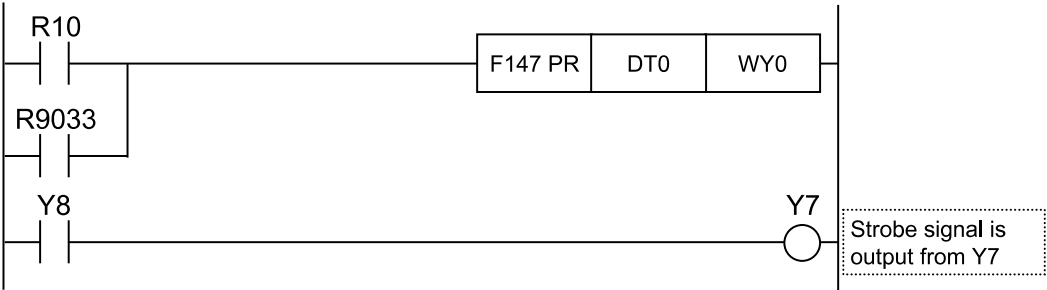 R10
F147 PR DT0 WY0
R9033
Y8 Y7
Strobe signal is
output from Y7